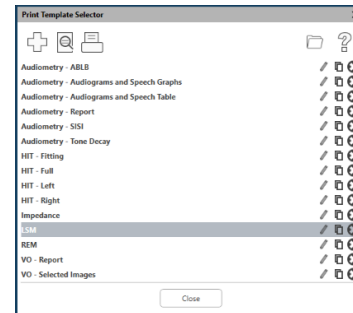 Print Template Selector
Audiometry - ABLB
Audiometry - Audiograms and Speech Graphs
Audiometry - Audiograms and Speech Table
Audiometry - Report
Audiometry - SISI
Audiometry - Tone Decay
HIT - Fitting
HIT - Full
HIT - Left
HIT - Right
Impedance
LSM
REM
VO - Report
VO - Selected Images
Close